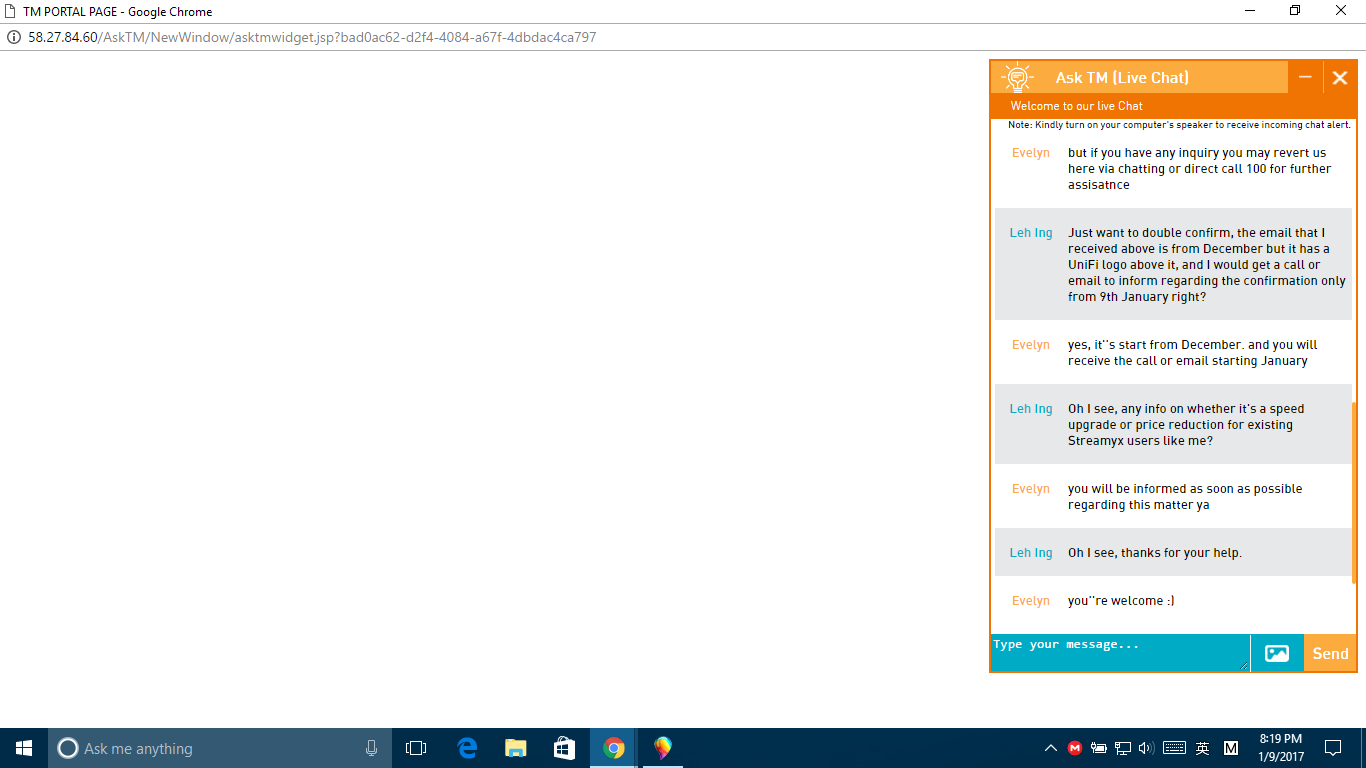 TM PORTAL PAGE - Google Chrome
58.27.84.60/AskTM/NewWindow/asktmwidget.jsp?bad0ac62-d2f4-4084-a67f-4dbdac4ca797
Ask TM (Live Chat)
Welcome to our live Chat
Note: Kindly turn on your computer's speaker to receive incoming chat alert.
Evelyn but if you have any inquiry you may revert us
here via chatting or direct call 100 for further
assisatnce
Leh Ing Just want to double confirm, the email that I
received above is from December but it has a
UniFi logo above it, and I would get a call or
email to inform regarding the confirmation only
from 9th January right?
Evelyn yes, it''s start from December. and you will
receive the call or email starting January
Leh Ing Oh I see, any info on whether it's a speed
upgrade or price reduction for existing
Streamyx users like me?
Evelyn you will be informed as soon as possible
regarding this matter ya
Leh Ing Oh I see, thanks for your help.
Evelyn you''re welcome :)
Type your message...
Send
Ask me anything
英
M
8:19 PM
1/9/2017